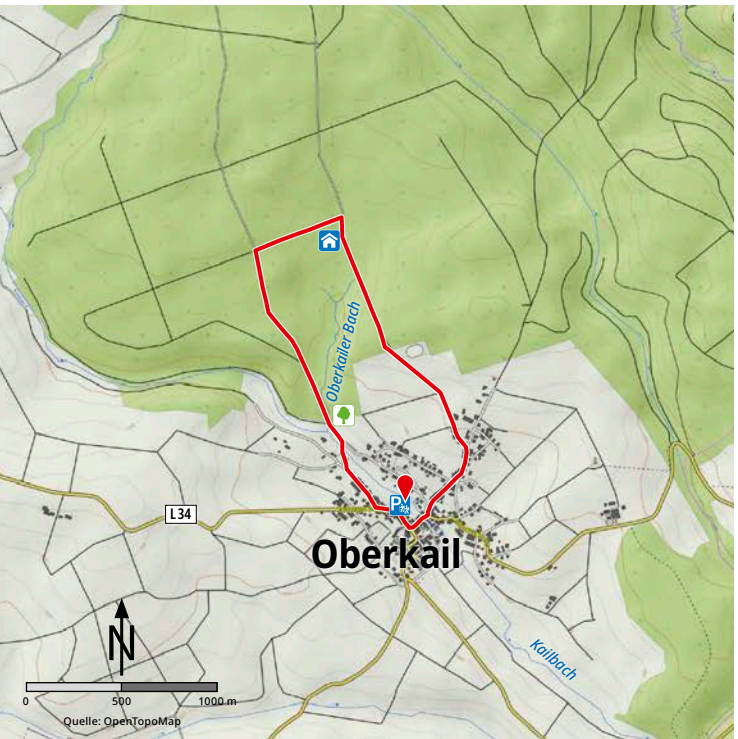 Oberkailer Bach
P
L34
Oberkail
Kailbach
N
0 500 1000 m
Quelle: OpenTopoMap